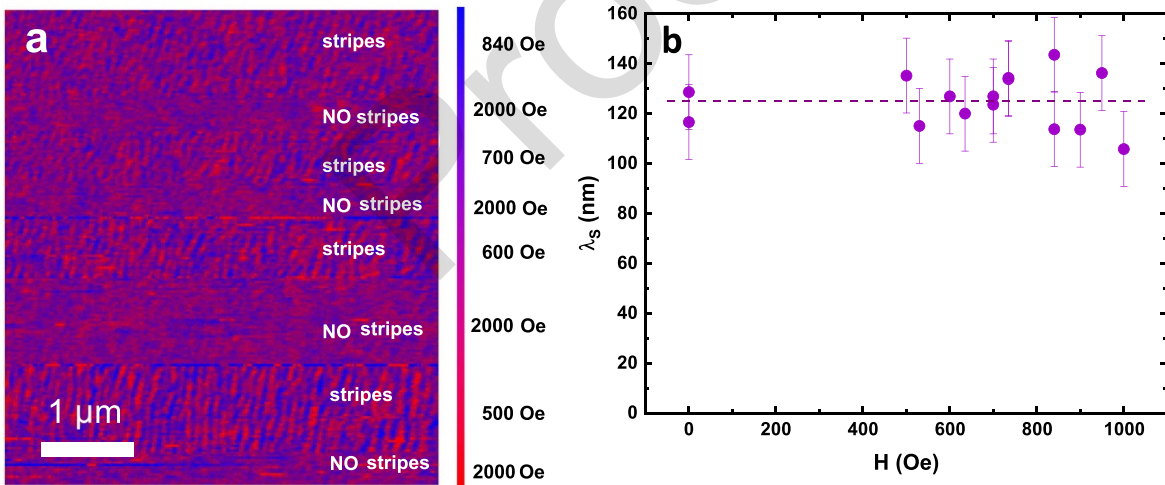 a
stripes
840 Oe
NO stripes
2000 Oe
stripes
700 Oe
NO stripes
2000 Oe
stripes
600 Oe
NO stripes
2000 Oe
stripes
500 Oe
1 µm
NO stripes
2000 Oe
b
160
140
120
100
80
60
40
20
0
λS (nm)
0 200 400 600 800 1000
H (Oe)